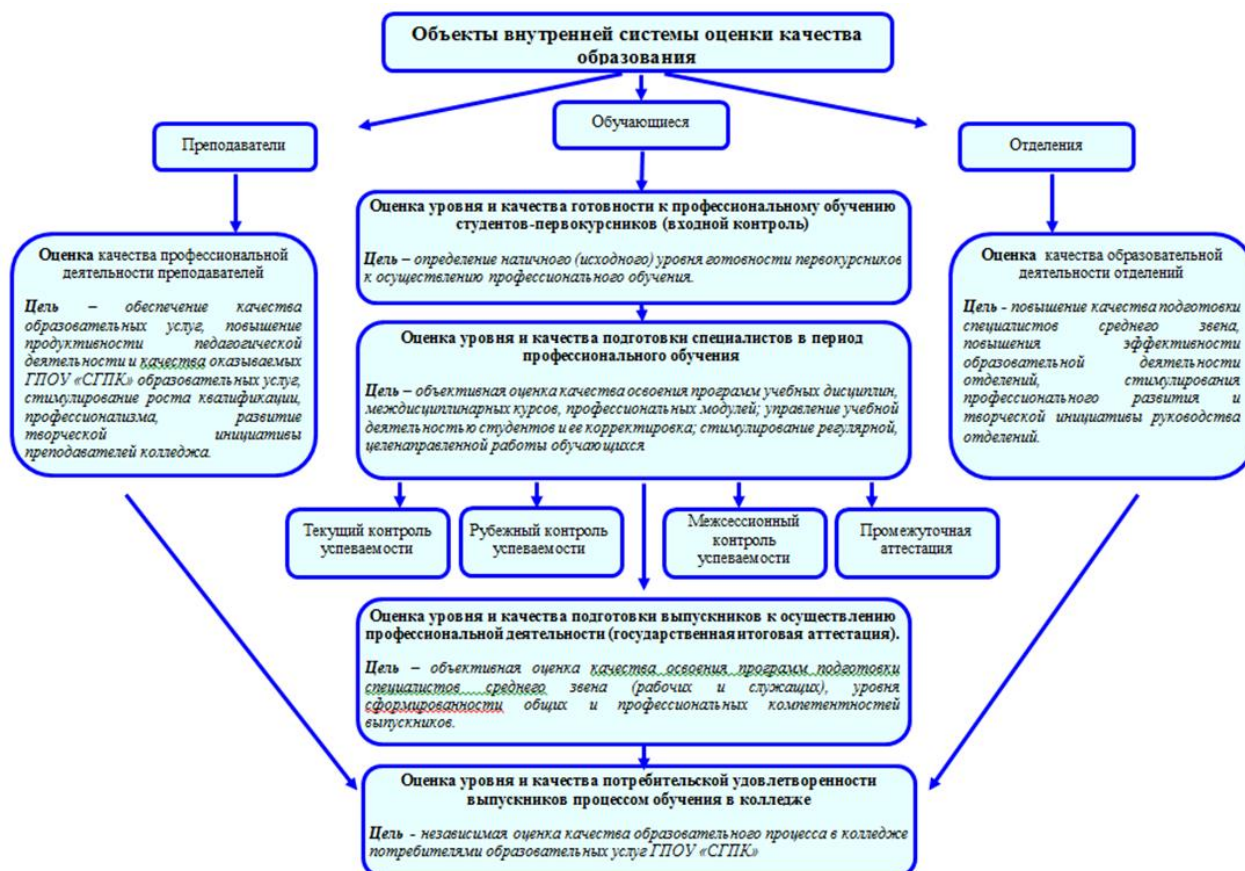 Объекты внутренней системы оценки качества
образования
Преподаватели
Обучающиеся
Отделения
Оценка качества профессиональной
деятельности преподавателей
Цель – обеспечение качества
образовательных услуг, повышение
продуктивности педагогической
деятельности и качества оказываемых
ГПОУ «СГПК» образовательных услуг,
стимулирование роста квалификации,
профессионализма, развитие
творческой инициативы
преподавателей колледжа.
Оценка уровня и качества готовности к профессиональному обучению
студентов-первокурсников (входной контроль)
Цель – определение наличного (исходного) уровня готовности первокурсников
к осуществлению профессионального обучения.
Оценка качества образовательной
деятельности отделений
Цель - повышение качества подготовки
специалистов среднего звена,
повышения эффективности
образовательной деятельности
отделений, стимулирования
профессионального развития и
творческой инициативы руководства
отделений.
Оценка уровня и качества подготовки специалистов в период
профессионального обучения
Цель – объективная оценка качества освоения программ учебных дисциплин,
междисциплинарных курсов, профессиональных модулей; управление учебной
деятельностью студентов и ее корректировка; стимулирование регулярной,
целенаправленной работы обучающихся
Текущий контроль
успеваемости
Рубежный контроль
успеваемости
Межсессионный
контроль
успеваемости
Промежуточная
аттестация
Оценка уровня и качества подготовки выпускников к осуществлению
профессиональной деятельности (государственная итоговая аттестация).
Цель – объективная оценка качества освоения программ подготовки
специалистов среднего звена (рабочих и служащих), уровня
сформированности общих и профессиональных компетентностей
выпускников.
Оценка уровня и качества потребительской удовлетворенности
выпускников процессом обучения в колледже
Цель - независимая оценка качества образовательного процесса в колледже
потребителями образовательных услуг ГПОУ «СГПК»